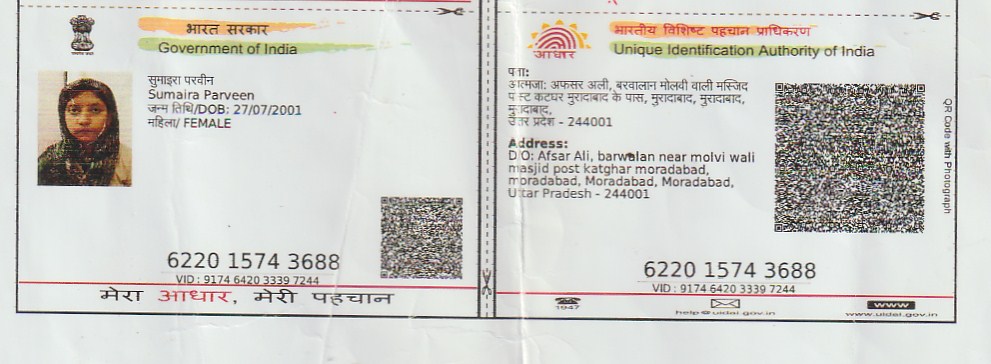 भारत सरकार
Government of India
सुमाइरा परवीन
Sumaira Parveen
जन्म तिथि/DOB: 27/07/2001
महिला/ FEMALE
6220 1574 3688
VID : 9174 6420 3339 7244
मेरा आधार, मेरी पहचान
भारतीय विशिष्ट पहचान प्राधिकरण
Unique Identification Authority of India
आधार
पता:
आत्मजा: अफसर अली, बरवालान मोलवी वाली मस्जिद
पोस्ट कटघर मुरादाबाद के पास, मुरादाबाद, मुरादाबाद,
मुरादाबाद,
उत्तर प्रदेश - 244001
Address:
D/O: Afsar Ali, barwalan near molvi wali
masjid post katghar moradabad,
moradabad, Moradabad, Moradabad,
Uttar Pradesh - 244001
QR Code with Photograph
6220 1574 3688
VID : 9174 6420 3339 7244
1947
help@uidai.gov.in
www
www.uidai.gov.in